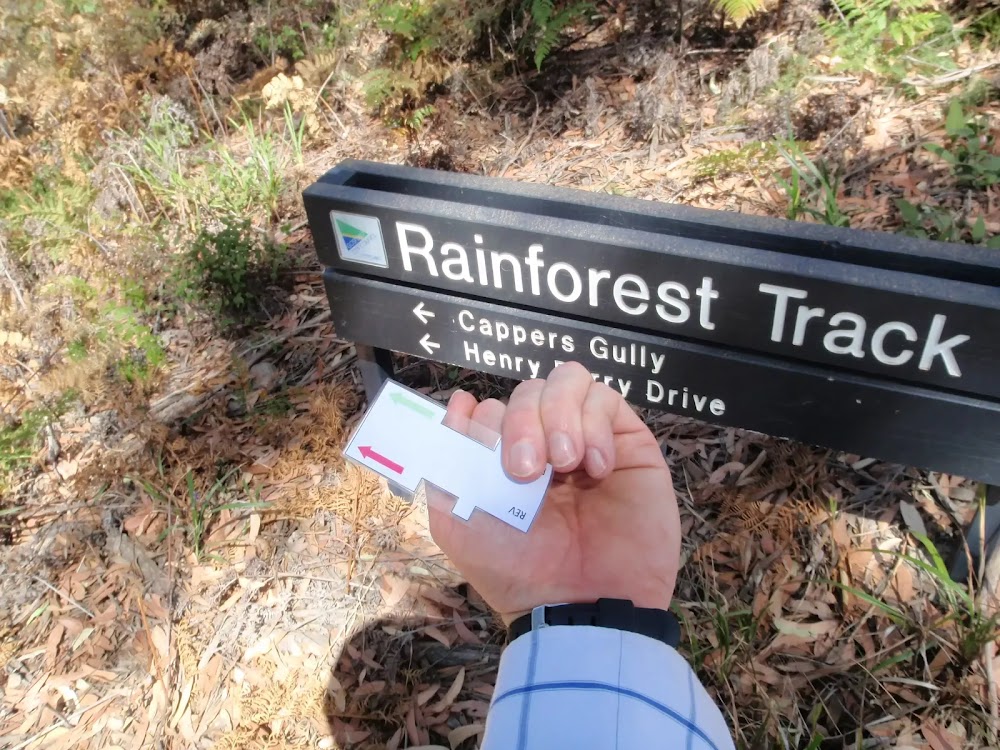 Rainforest Track
← Cappers Gully
← Henry Drive
REV